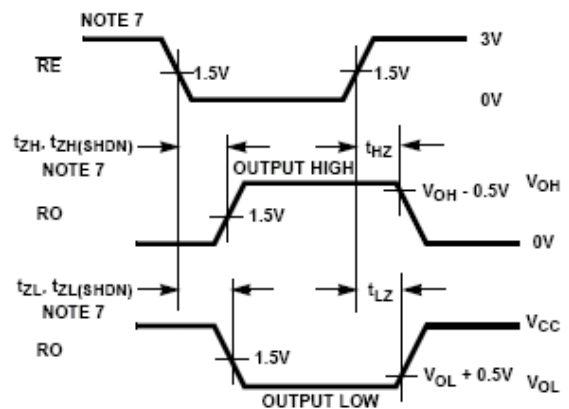 NOTE 7
3V
RE
1.5V
1.5V
0V
tZH, tZH(SHDN)
tHZ
NOTE 7
OUTPUT HIGH
VOH - 0.5V
VOH
RO
1.5V
0V
tZL, tZL(SHDN)
tLZ
NOTE 7
VCC
RO
1.5V
VOL + 0.5V
VOL
OUTPUT LOW